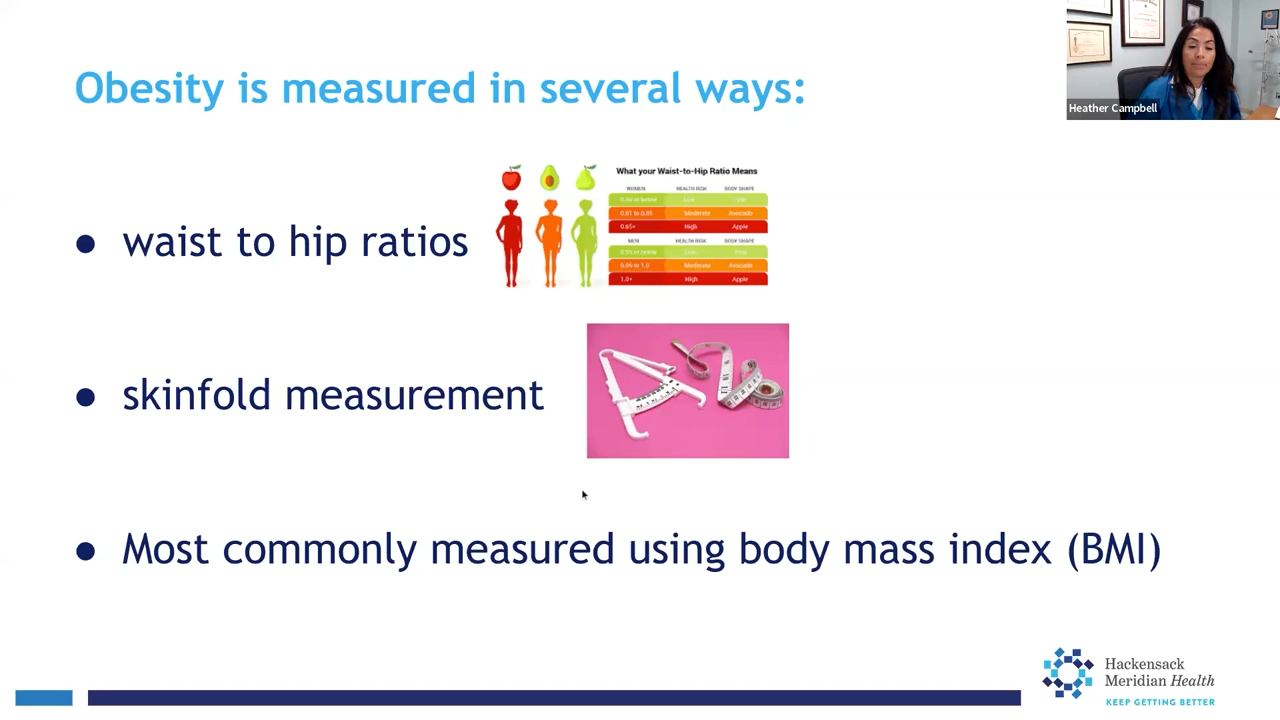 Obesity is measured in several ways:
Heather Campbell
What your Waist-to-Hip Ratio Means
WOMEN HEALTH RISK BODY SHAPE
Low
Moderate Avocado
High Apple
MEN HEALTH RISK BODY SHAPE
Low
Moderate Avocado
1.0+ High Apple
● waist to hip ratios
● skinfold measurement
● Most commonly measured using body mass index (BMI)
Hackensack
Meridian Health
KEEP GETTING BETTER